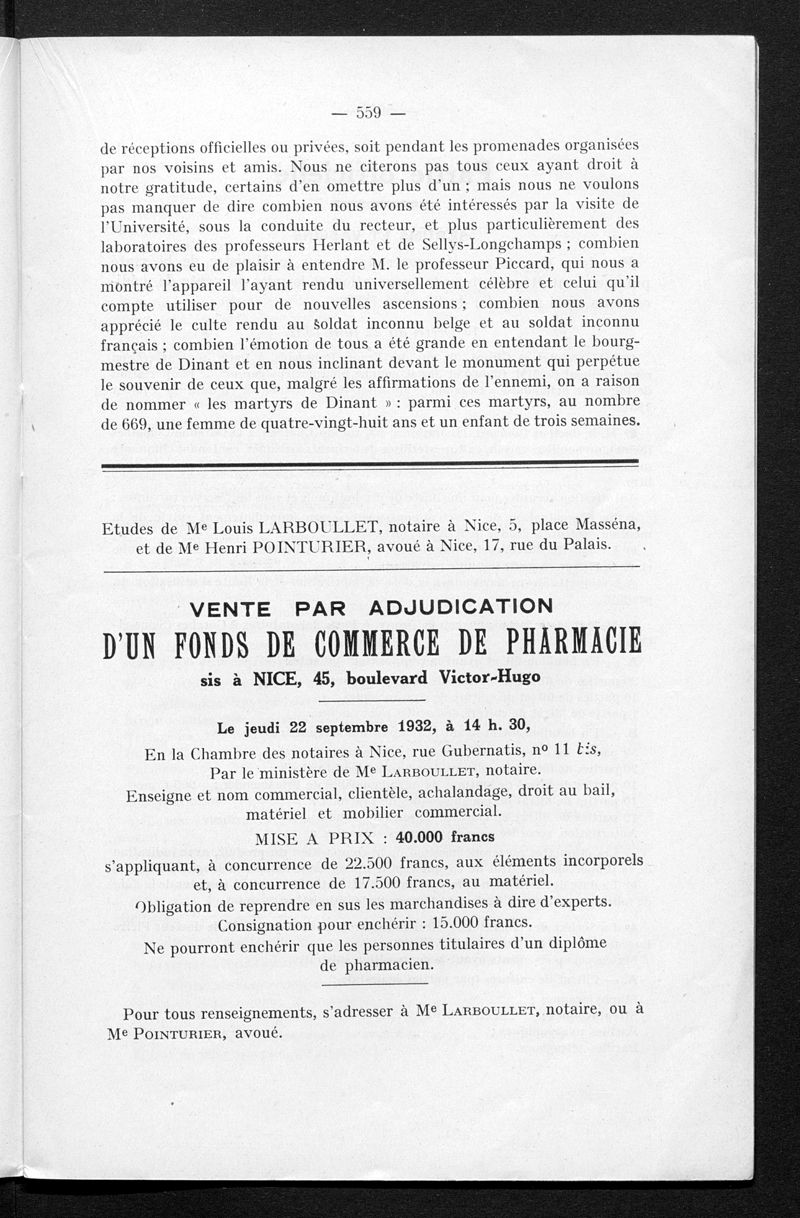 — 559 —
de réceptions officielles ou privées, soit pendant les promenades organisées
par nos voisins et amis. Nous ne citerons pas tous ceux ayant droit à
notre gratitude, certains d'en omettre plus d'un ; mais nous ne voulons
pas manquer de dire combien nous avons été intéressés par la visite de
l'Université, sous la conduite du recteur, et plus particulièrement des
laboratoires des professeurs Herlant et de Sellys-Longchamps ; combien
nous avons eu de plaisir à entendre M. le professeur Piccard, qui nous a
montré l'appareil l'ayant rendu universellement célèbre et celui qu'il
compte utiliser pour de nouvelles ascensions ; combien nous avons
apprécié le culte rendu au Soldat inconnu belge et au soldat inconnu
français ; combien l'émotion de tous a été grande en entendant le bourg-
mestre de Dinant et en nous inclinant devant le monument qui perpétue
le souvenir de ceux que, malgré les affirmations de l'ennemi, on a raison
de nommer « les martyrs de Dinant » : parmi ces martyrs, au nombre
de 669, une femme de quatre-vingt-huit ans et un enfant de trois semaines.
Etudes de Me Louis LARBOULLET, notaire à Nice, 5, place Masséna,
et de Me Henri POINTURIER, avoué à Nice, 17, rue du Palais.
VENTE PAR ADJUDICATION
D'UN FONDS DE COMMERCE DE PHARMACIE
sis à NICE, 45, boulevard Victor-Hugo
Le jeudi 22 septembre 1932, à 14 h. 30,
En la Chambre des notaires à Nice, rue Gubernatis, no 11 bis,
Par le ministère de Me LARBOULLET, notaire.
Enseigne et nom commercial, clientèle, achalandage, droit au bail,
matériel et mobilier commercial.
MISE A PRIX : 40.000 francs
s'appliquant, à concurrence de 22.500 francs, aux éléments incorporels
et, à concurrence de 17.500 francs, au matériel.
Obligation de reprendre en sus les marchandises à dire d'experts.
Consignation pour enchérir : 15.000 francs.
Ne pourront enchérir que les personnes titulaires d'un diplôme
de pharmacien.
Pour tous renseignements, s'adresser à Me LARBOULLET, notaire, ou à
Me POINTURIER, avoué.